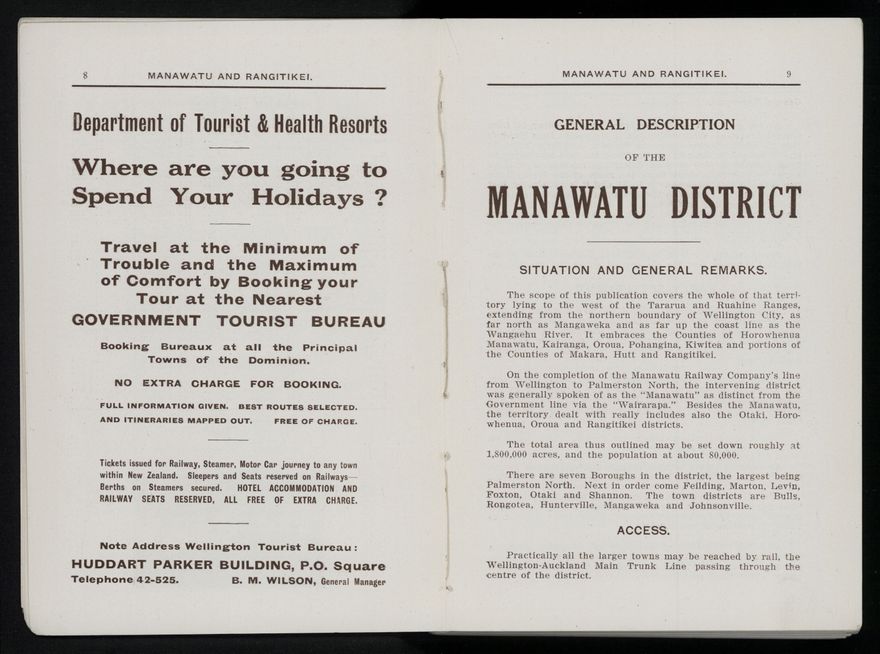 8 MANAWATU AND RANGITIKEI.
Department of Tourist & Health Resorts
Where are you going to
Spend Your Holidays ?
Travel at the Minimum of
Trouble and the Maximum
of Comfort by Booking your
Tour at the Nearest
GOVERNMENT TOURIST BUREAU
Booking Bureaux at all the Principal
Towns of the Dominion.
NO EXTRA CHARGE FOR BOOKING.
FULL INFORMATION GIVEN. BEST ROUTES SELECTED.
AND ITINERARIES MAPPED OUT. FREE OF CHARGE.
Tickets issued for Railway, Steamer, Motor Car journey to any town
within New Zealand. Sleepers and Seats reserved on Railways—
Berths on Steamers secured. HOTEL ACCOMMODATION AND
RAILWAY SEATS RESERVED, ALL FREE OF EXTRA CHARGE.
Note Address Wellington Tourist Bureau:
HUDDART PARKER BUILDING, P.O. Square
Telephone 42-525. B. M. WILSON, General Manager
MANAWATU AND RANGITIKEI. 9
GENERAL DESCRIPTION
OF THE
MANAWATU DISTRICT
SITUATION AND GENERAL REMARKS.
The scope of this publication covers the whole of that terri-
tory lying to the west of the Tararua and Ruahine Ranges,
extending from the northern boundary of Wellington City, as
far north as Mangaweka and as far up the coast line as the
Wangaehu River. It embraces the Counties of Horowhenua
Manawatu, Kairanga, Oroua, Pohangina, Kiwitea and portions of
the Counties of Makara, Hutt and Rangitikei.
On the completion of the Manawatu Railway Company's line
from Wellington to Palmerston North, the intervening district
was generally spoken of as the "Manawatu" as distinct from the
Government line via the "Wairarapa." Besides the Manawatu,
the territory dealt with really includes also the Otaki, Horo-
whenua, Oroua and Rangitikei districts.
The total area thus outlined may be set down roughly at
1,800,000 acres, and the population at about 80,000.
There are seven Boroughs in the district, the largest being
Palmerston North. Next in order come Feilding, Marton, Levin,
Foxton, Otaki and Shannon. The town districts are Bulls,
Rongotea, Hunterville, Mangaweka and Johnsonville.
ACCESS.
Practically all the larger towns may be reached by rail, the
Wellington-Auckland Main Trunk Line passing through the
centre of the district.